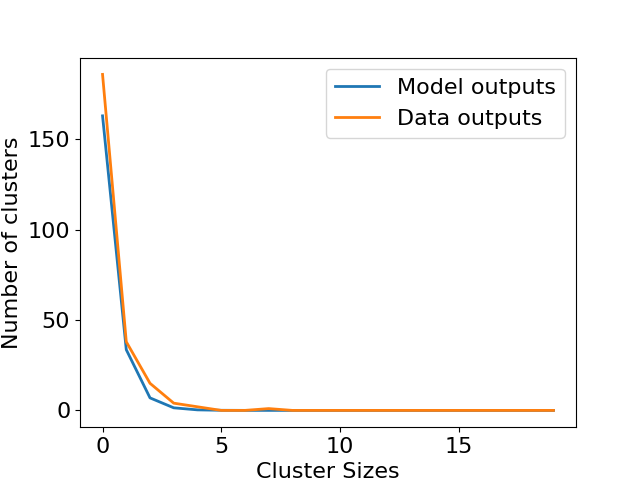 Model outputs
Data outputs
Number of clusters
150
100
50
0
0 5 10 15
Cluster Sizes